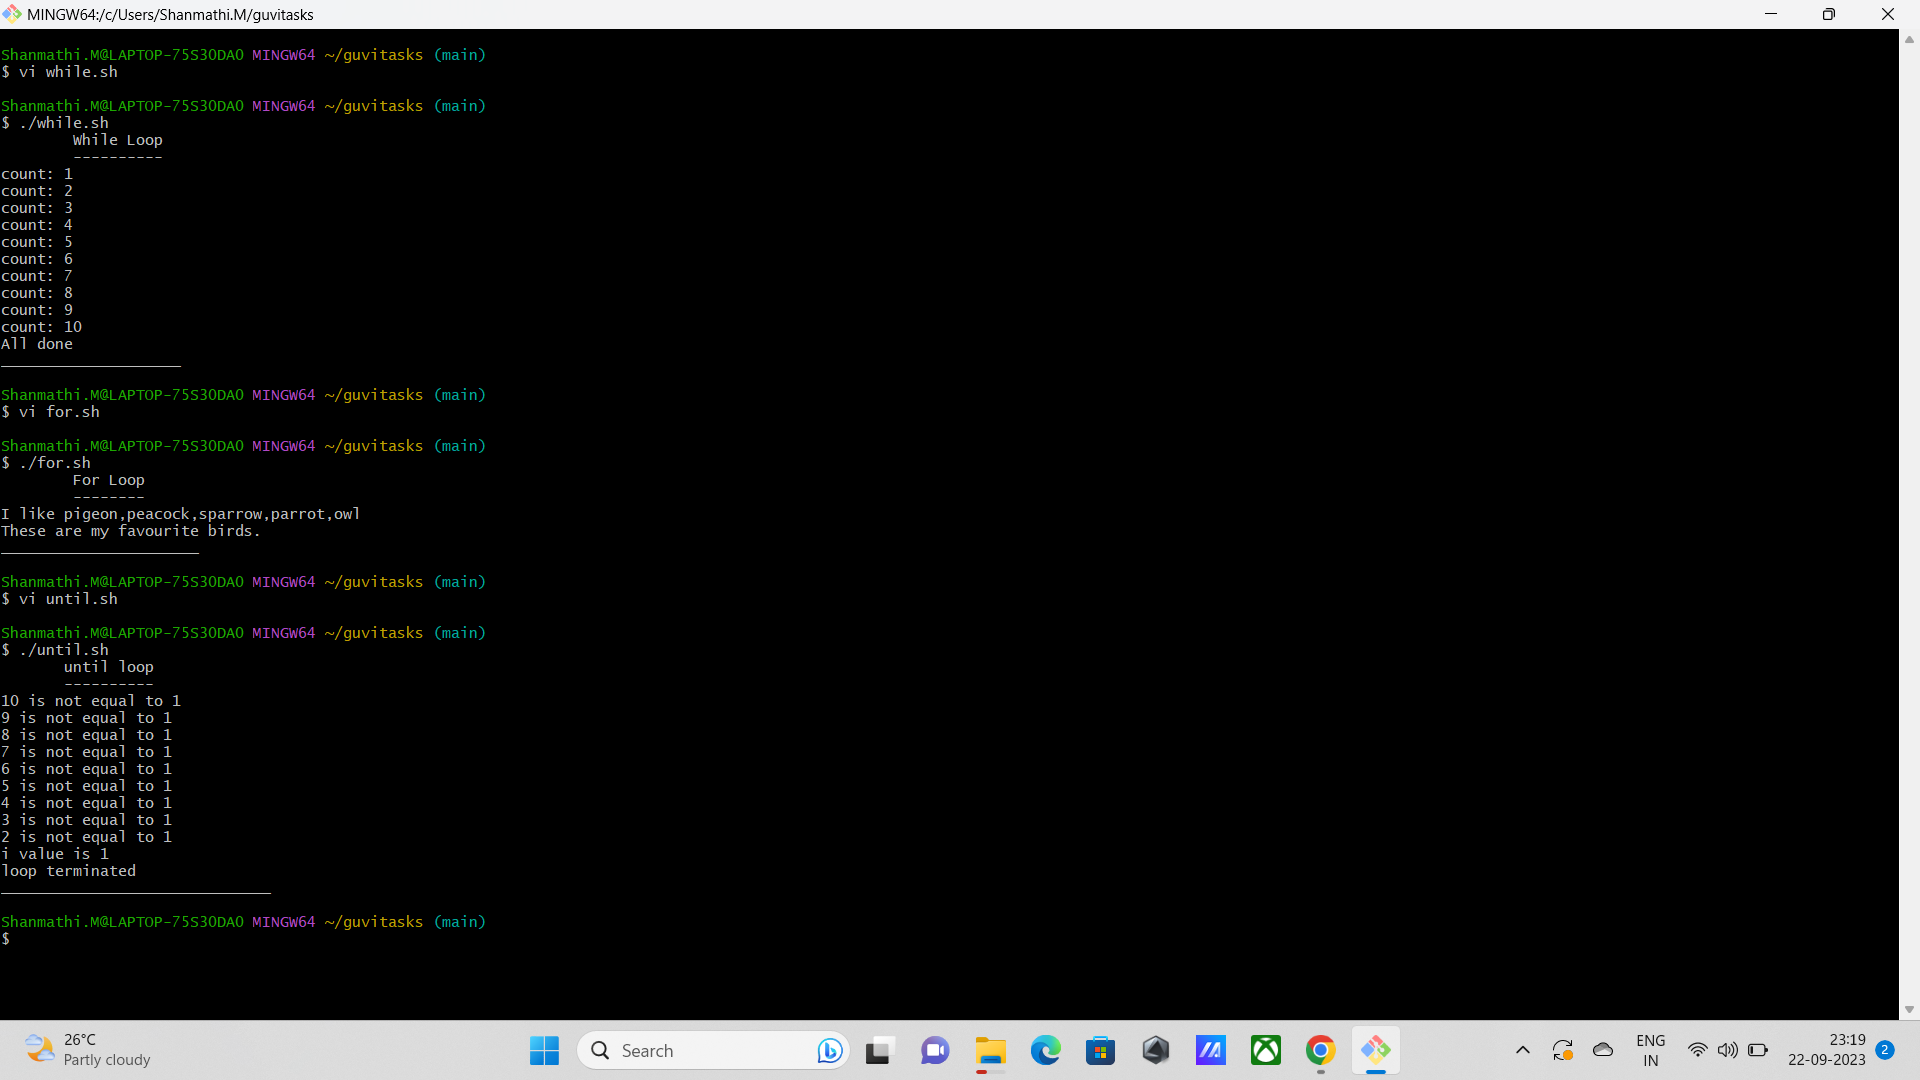 MINGW64:/c/Users/Shanmathi.M/guvitasks
Shanmathi.M@LAPTOP-75S3ODAO MINGW64 ~/guvitasks (main)
$ vi while.sh
Shanmathi.M@LAPTOP-75S3ODAO MINGW64 ~/guvitasks (main)
$ ./while.sh
While Loop
----------
count: 1
count: 2
count: 3
count: 4
count: 5
count: 6
count: 7
count: 8
count: 9
count: 10
All done
____________________
Shanmathi.M@LAPTOP-75S3ODAO MINGW64 ~/guvitasks (main)
$ vi for.sh
Shanmathi.M@LAPTOP-75S3ODAO MINGW64 ~/guvitasks (main)
$ ./for.sh
For Loop
--------
I like pigeon,peacock,sparrow,parrot,owl
These are my favourite birds.
______________________
Shanmathi.M@LAPTOP-75S3ODAO MINGW64 ~/guvitasks (main)
$ vi until.sh
Shanmathi.M@LAPTOP-75S3ODAO MINGW64 ~/guvitasks (main)
$ ./until.sh
until loop
----------
10 is not equal to 1
9 is not equal to 1
8 is not equal to 1
7 is not equal to 1
6 is not equal to 1
5 is not equal to 1
4 is not equal to 1
3 is not equal to 1
2 is not equal to 1
i value is 1
loop terminated
______________________________
Shanmathi.M@LAPTOP-75S3ODAO MINGW64 ~/guvitasks (main)
$
26°C
Partly cloudy
Search
ENG
IN
23:19
22-09-2023
2